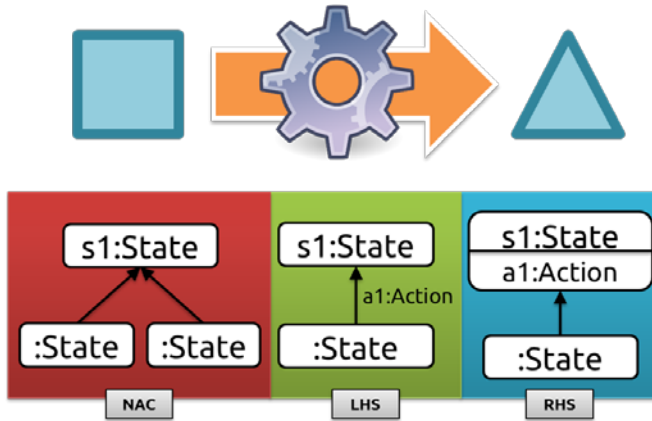 s1:State
:State :State
NAC
s1:State
a1:Action
:State
LHS
s1:State
a1:Action
:State
RHS